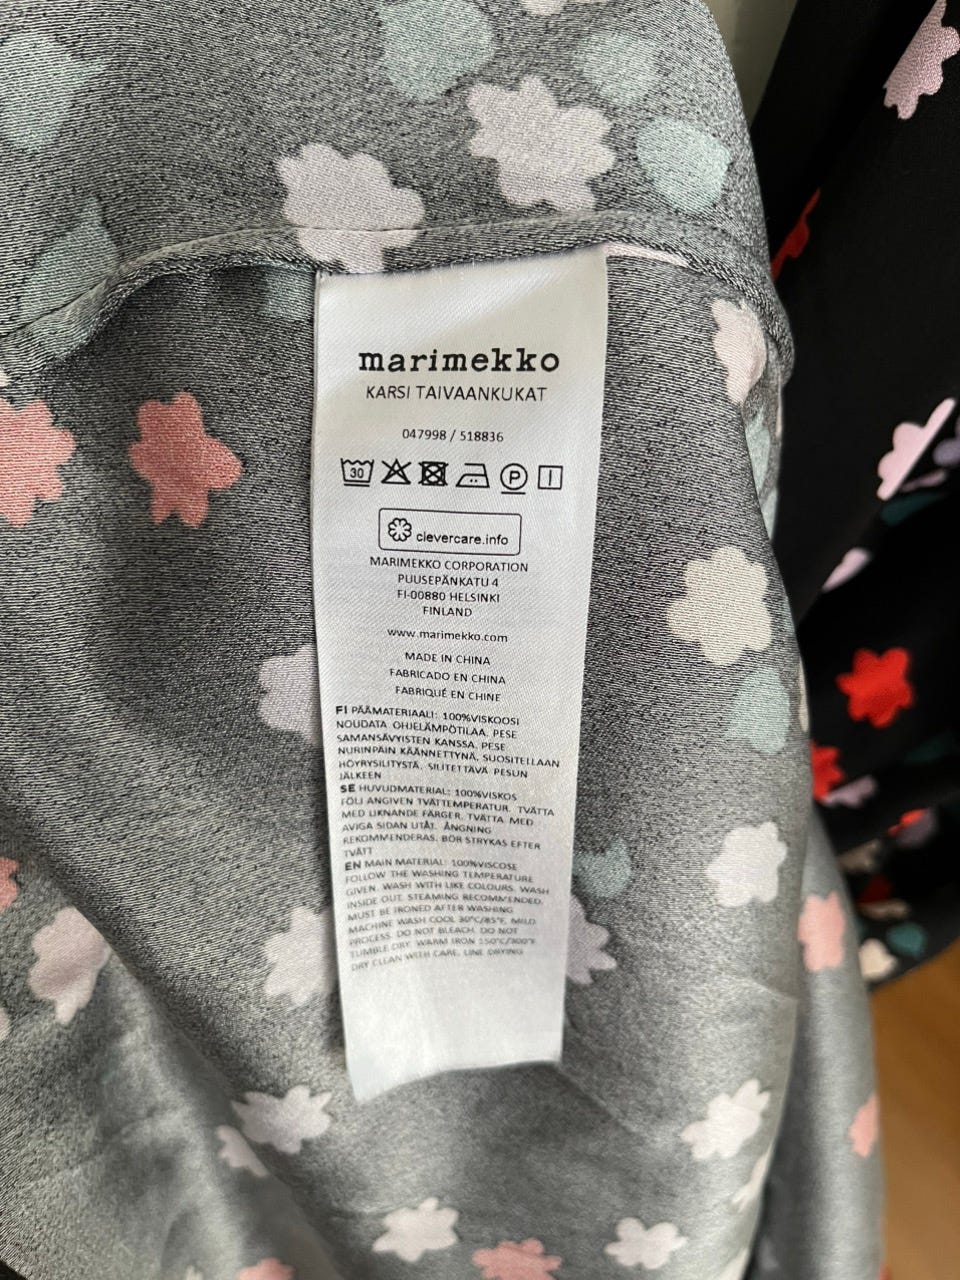 marimekko
KARSI TAIVAANKUKAT
047998 / 518836
30 P
clevercare.info
MARIMEKKO CORPORATION
PUUSEPÄNKATU 4
FI-00880 HELSINKI
FINLAND
www.marimekko.com
MADE IN CHINA
FABRICADO EN CHINA
FABRIQUÉ EN CHINE
FI PÄÄMATERIAALI: 100%VISKOOSI
NOUDATA OHJELÄMPÖTILAA. PESE
SAMANSÄVYISTEN KANSSA. PESE
NURINPÄIN KÄÄNNETTYNÄ. SUOSITELLAAN
HÖYRYSILITYSTÄ. SILITETTÄVÄ PESUN
JÄLKEEN
SE HUVUDMATERIAL: 100%VISKOS
FÖLJ ANGIVEN TVÄTTEMPERATUR. TVÄTTA
MED LIKNANDE FÄRGER. TVÄTTA MED
AVIGA SIDAN UTÅT. ÅNGNING
REKOMMENDERAS. BÖR STRYKAS EFTER
TVÄTT
EN MAIN MATERIAL: 100%VISCOSE
FOLLOW THE WASHING TEMPERATURE
GIVEN. WASH WITH LIKE COLOURS. WASH
INSIDE OUT. STEAMING RECOMMENDED.
MUST BE IRONED AFTER WASHING
MACHINE WASH COOL 30°C/85°F, MILD
PROCESS. DO NOT BLEACH. DO NOT
TUMBLE DRY. WARM IRON 150°C/300°F
DRY CLEAN WITH CARE. LINE DRYING